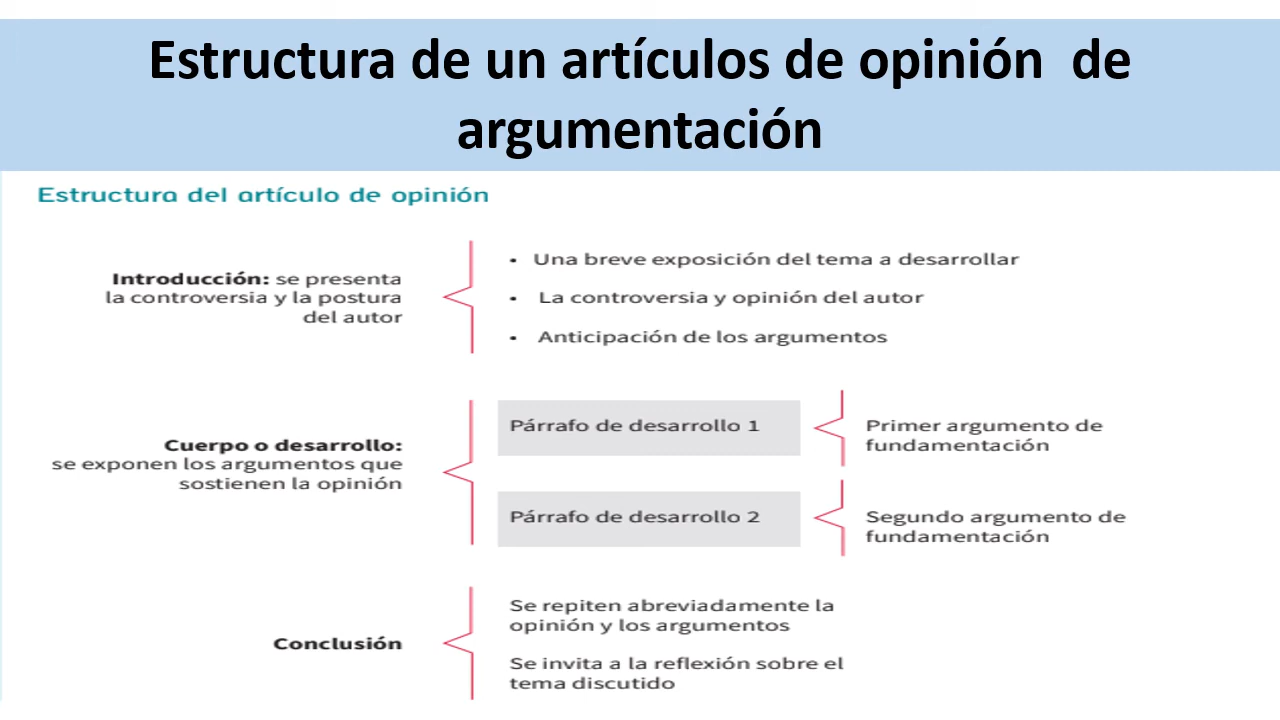 Estructura de un artículos de opinión  de
argumentación
Estructura del artículo de opinión
Introducción: se presenta
la controversia y la postura
del autor
• Una breve exposición del tema a desarrollar
• La controversia y opinión del autor
• Anticipación de los argumentos
Cuerpo o desarrollo:
se exponen los argumentos que
sostienen la opinión
Párrafo de desarrollo 1
Primer argumento de
fundamentación
Párrafo de desarrollo 2
Segundo argumento de
fundamentación
Conclusión
Se repiten abreviadamente la
opinión y los argumentos
Se invita a la reflexión sobre el
tema discutido